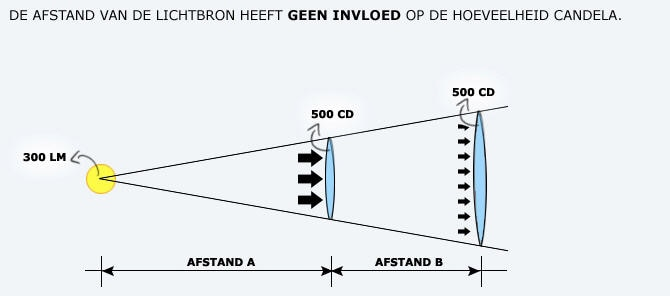 DE AFSTAND VAN DE LICHTBRON HEEFT GEEN INVLOED OP DE HOEVEELHEID CANDELA.
500 CD
500 CD
300 LM
AFSTAND A
AFSTAND B